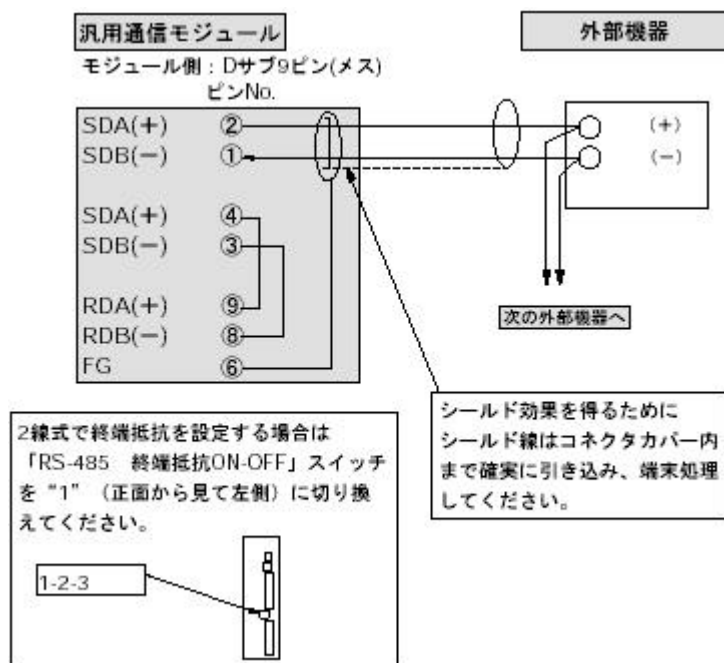 汎用通信モジュール
外部機器
モジュール側：Dサブ9ピン(メス)
ピンNo.
SDA(+) ②
SDB(-) ①
SDA(+) ④
SDB(-) ③
RDA(+) ⑨
RDB(-) ⑧
FG ⑥
(+)
(-)
次の外部機器へ
シールド効果を得るために
シールド線はコネクタカバー内
まで確実に引き込み、端末処理
してください。
2線式で終端抵抗を設定する場合は
「RS-485 終端抵抗ON-OFF」スイッチ
を“1”（正面から見て左側）に切り換
えてください。
1-2-3